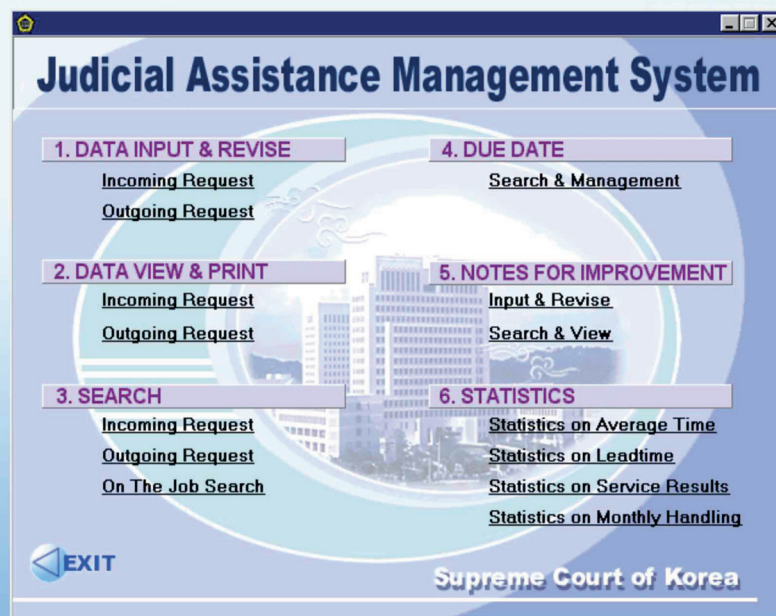 Judicial Assistance Management System
1. DATA INPUT & REVISE
Incoming Request
Outgoing Request
2. DATA VIEW & PRINT
Incoming Request
Outgoing Request
3. SEARCH
Incoming Request
Outgoing Request
On The Job Search
4. DUE DATE
Search & Management
5. NOTES FOR IMPROVEMENT
Input & Revise
Search & View
6. STATISTICS
Statistics on Average Time
Statistics on Leadtime
Statistics on Service Results
Statistics on Monthly Handling
EXIT
Supreme Court of Korea